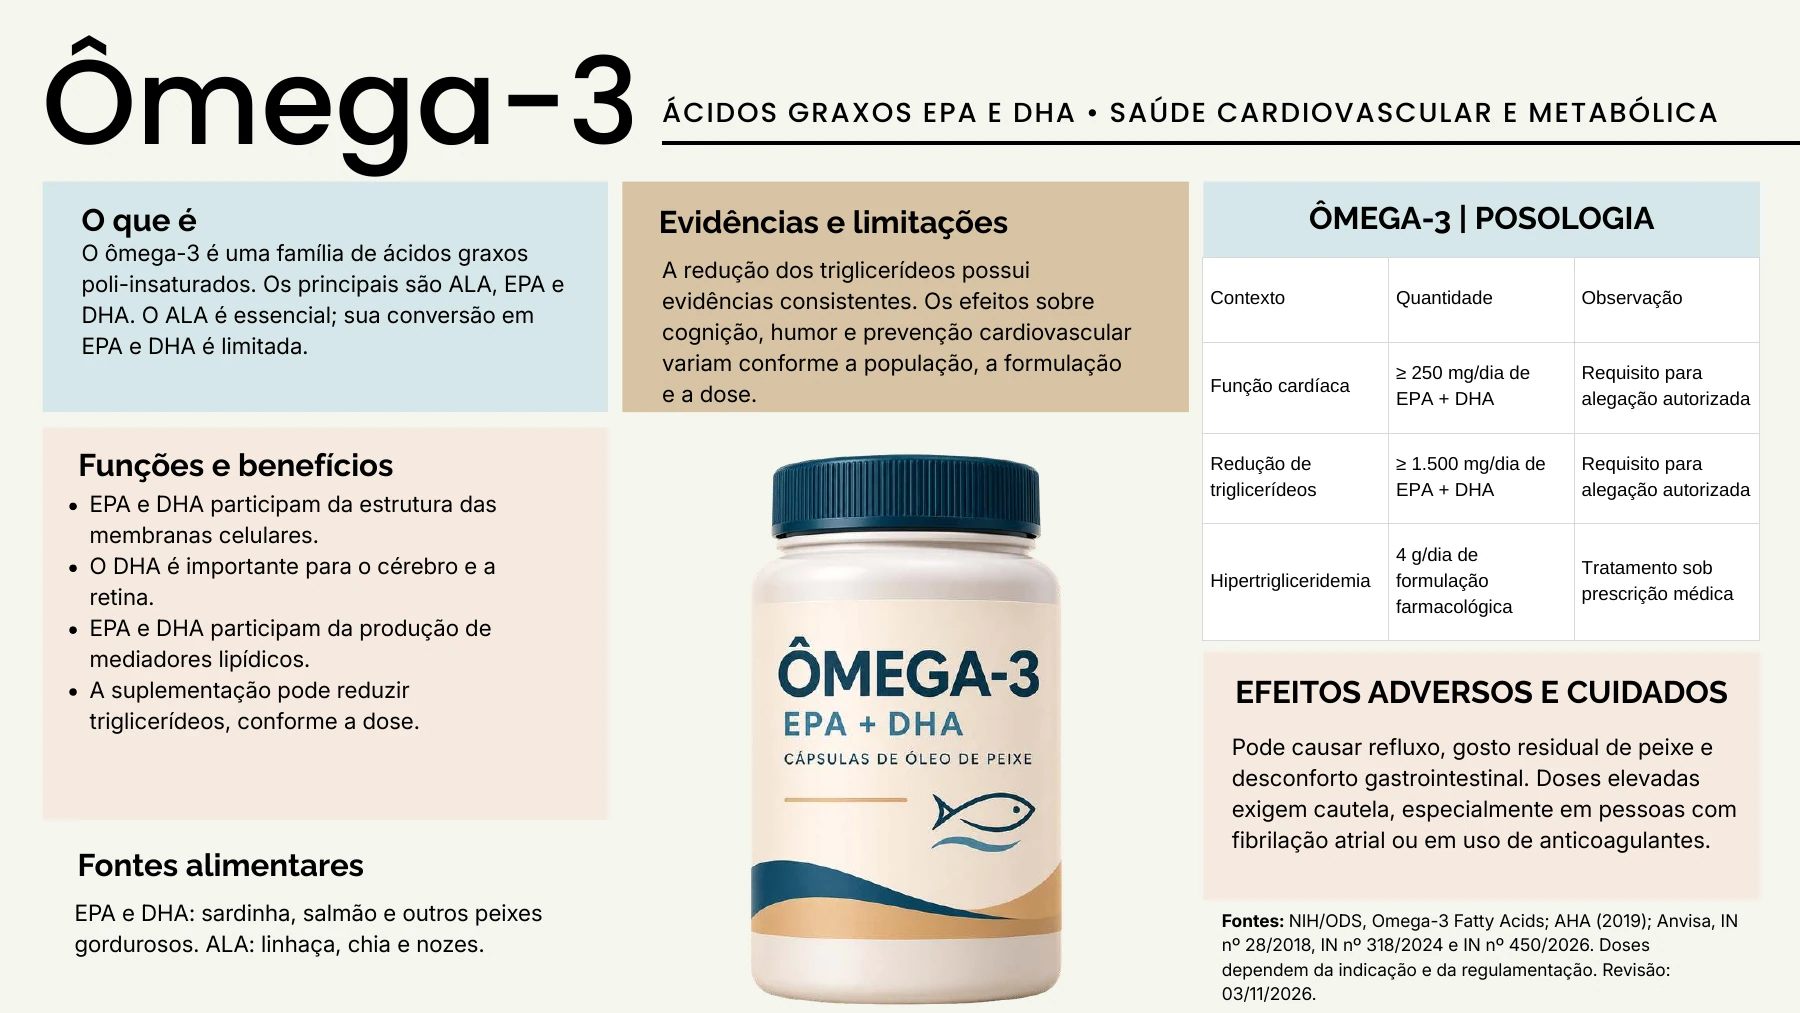 Ômega-3
ÁCIDOS GRAXOS EPA E DHA • SAÚDE CARDIOVASCULAR E METABÓLICA
O que é
O ômega-3 é uma família de ácidos graxos
poli-insaturados. Os principais são ALA, EPA e
DHA. O ALA é essencial; sua conversão em
EPA e DHA é limitada.
Funções e benefícios
• EPA e DHA participam da estrutura das
membranas celulares.
• O DHA é importante para o cérebro e a
retina.
• EPA e DHA participam da produção de
mediadores lipídicos.
• A suplementação pode reduzir
triglicerídeos, conforme a dose.
Fontes alimentares
EPA e DHA: sardinha, salmão e outros peixes
gordurosos. ALA: linhaça, chia e nozes.
Evidências e limitações
A redução dos triglicerídeos possui
evidências consistentes. Os efeitos sobre
cognição, humor e prevenção cardiovascular
variam conforme a população, a formulação
e a dose.
ÔMEGA-3
EPA + DHA
CÁPSULAS DE ÓLEO DE PEIXE
ÔMEGA-3 | POSOLOGIA
Contexto
Quantidade
Observação
Função cardíaca
≥ 250 mg/dia de
EPA + DHA
Requisito para
alegação autorizada
Redução de
triglicerídeos
≥ 1.500 mg/dia de
EPA + DHA
Requisito para
alegação autorizada
Hipertrigliceridemia
4 g/dia de
formulação
farmacológica
Tratamento sob
prescrição médica
EFEITOS ADVERSOS E CUIDADOS
Pode causar refluxo, gosto residual de peixe e
desconforto gastrointestinal. Doses elevadas
exigem cautela, especialmente em pessoas com
fibrilação atrial ou em uso de anticoagulantes.
Fontes: NIH/ODS, Omega-3 Fatty Acids; AHA (2019); Anvisa, IN
nº 28/2018, IN nº 318/2024 e IN nº 450/2026. Doses
dependem da indicação e da regulamentação. Revisão:
03/11/2026.